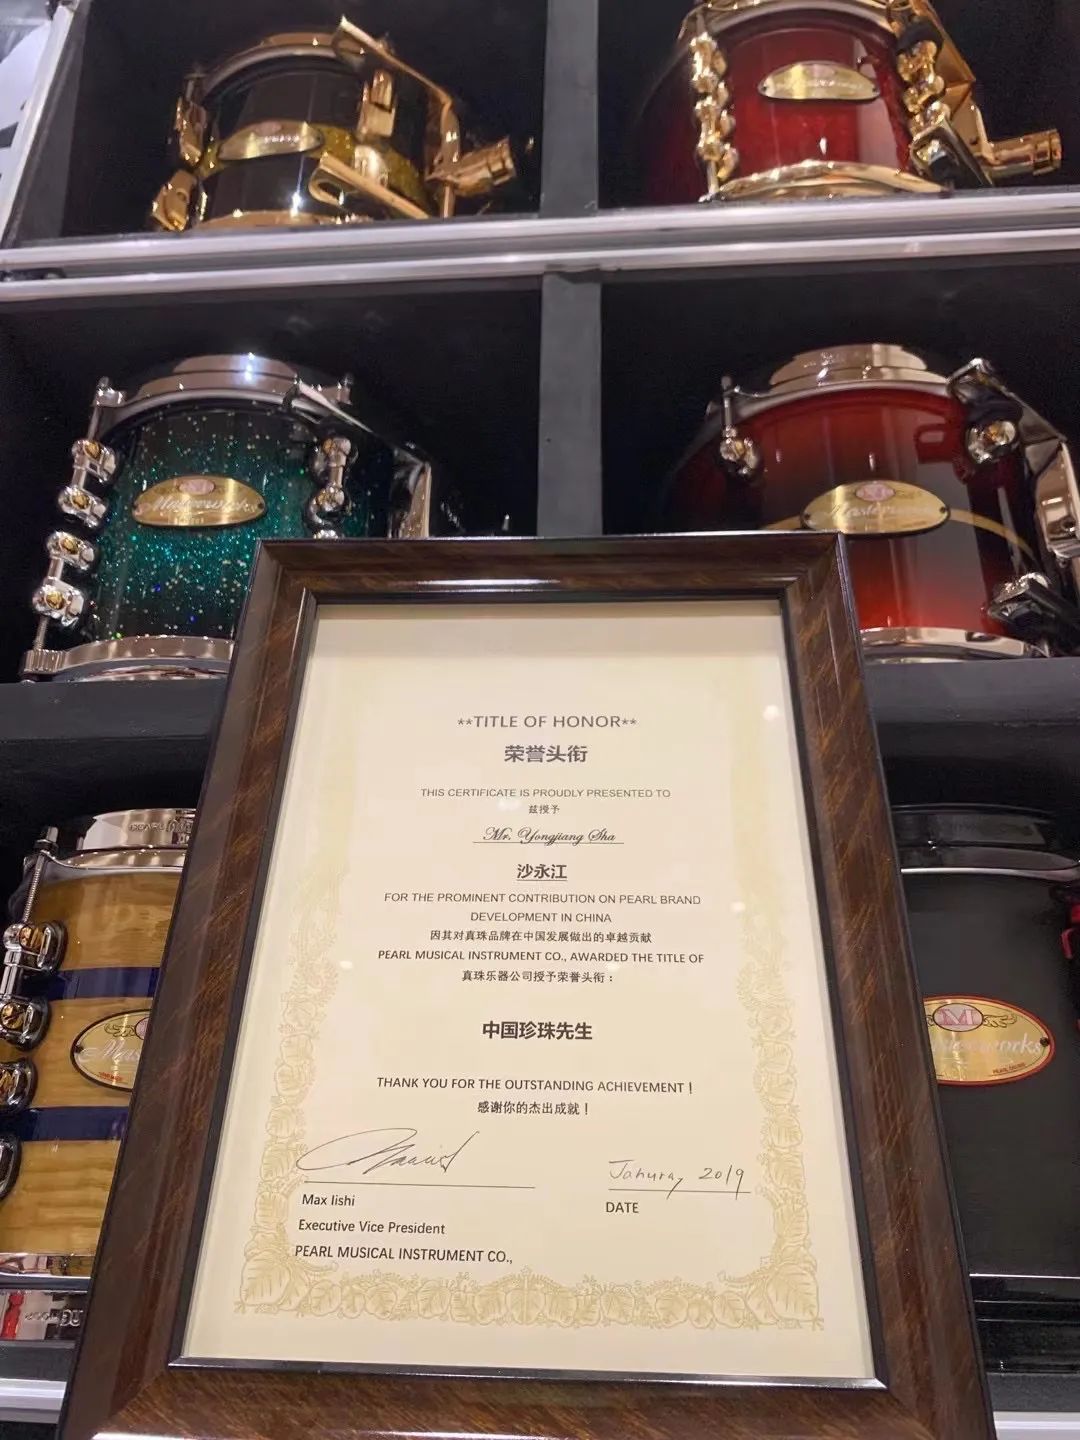 Masterworks
Masterworks
**TITLE OF HONOR**
荣誉头衔
THIS CERTIFICATE IS PROUDLY PRESENTED TO
兹授予
Mr. Yongjiang Sha
沙永江
FOR THE PROMINENT CONTRIBUTION ON PEARL BRAND
DEVELOPMENT IN CHINA
因其对真珠品牌在中国发展做出的卓越贡献
PEARL MUSICAL INSTRUMENT CO., AWARDED THE TITLE OF
真珠乐器公司授予荣誉头衔：
中国珍珠先生
THANK YOU FOR THE OUTSTANDING ACHIEVEMENT！
感谢你的杰出成就！
Januray 2019
Max Iishi
DATE
Executive Vice President
PEARL MUSICAL INSTRUMENT CO.,
PEARL
M